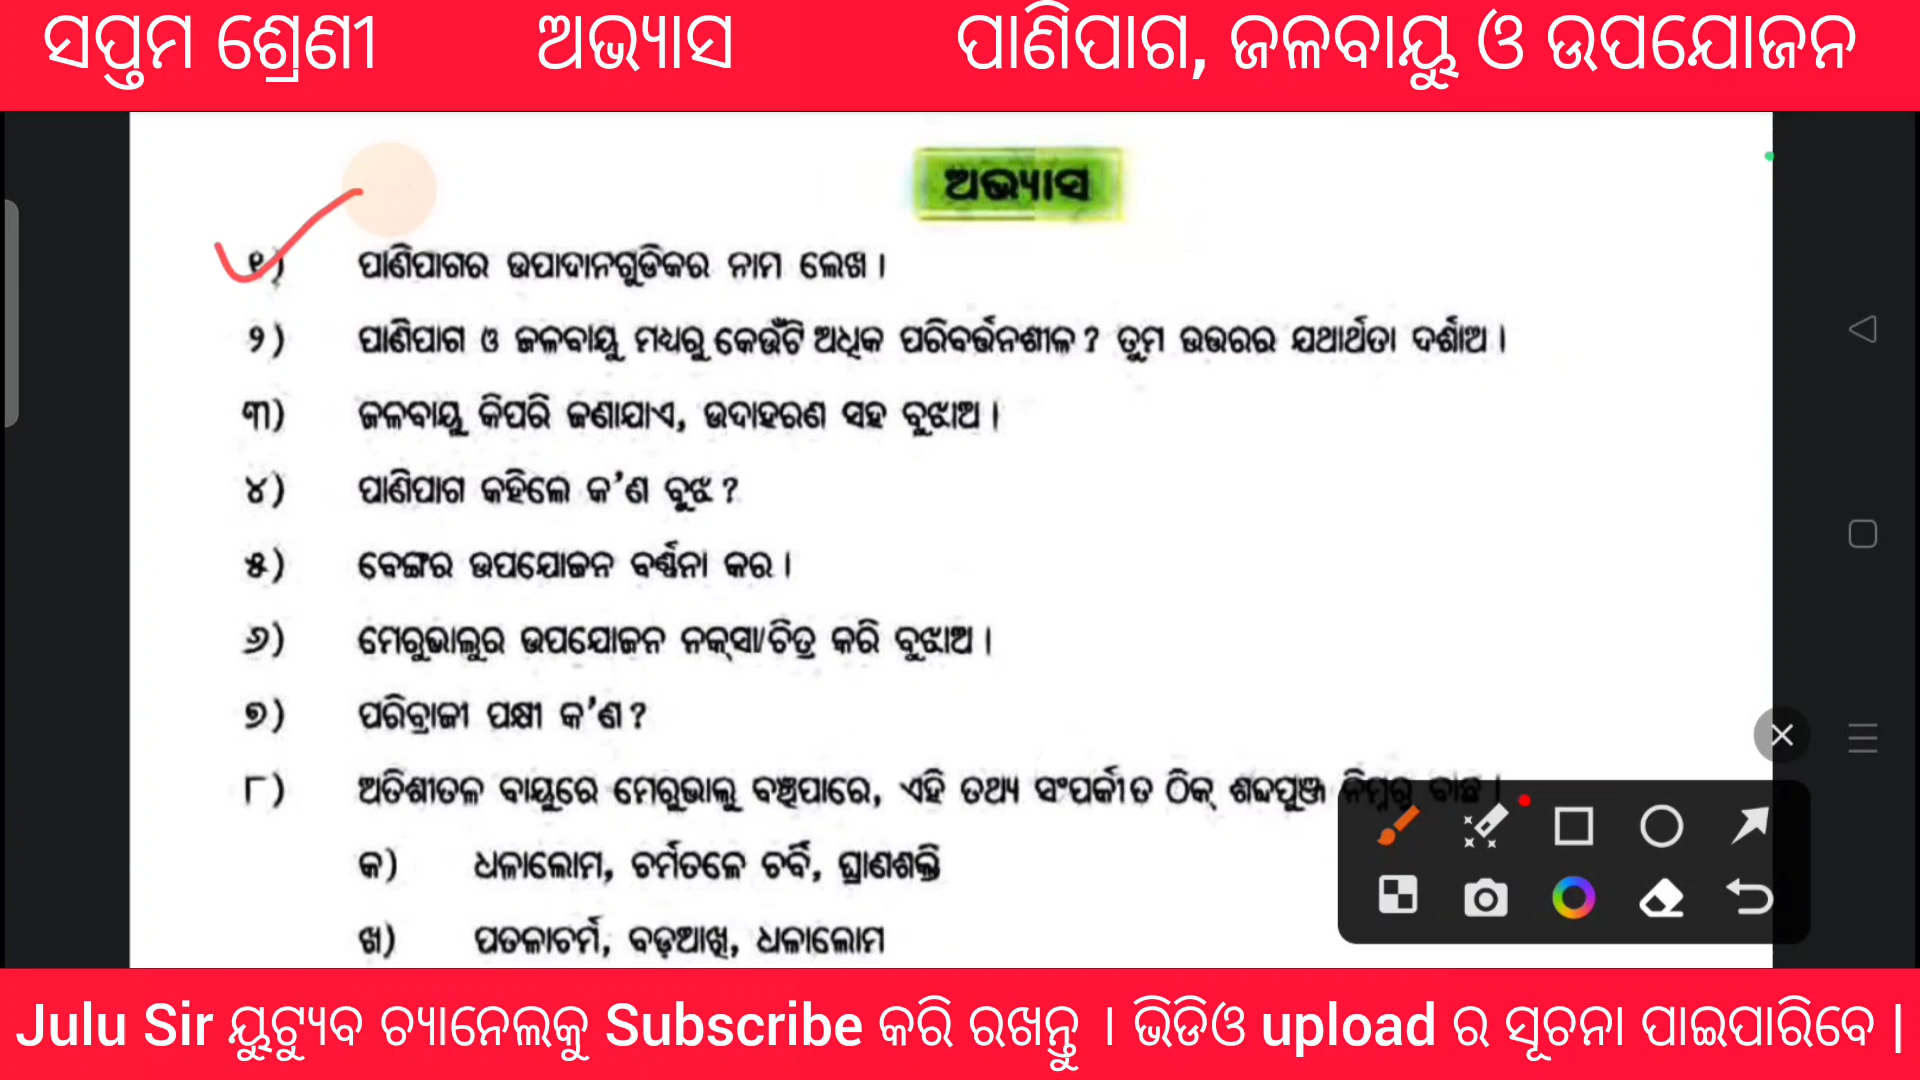 ସପ୍ତମ ଶ୍ରେଣୀ ଅଭ୍ୟାସ ପାଣିପାଗ, ଜଳବାୟୁ ଓ ଉପଯୋଜନ
ଅଭ୍ୟାସ
୧) ପାଣିପାଗର ଉପାଦାନଗୁଡିକର ନାମ ଲେଖ ।
୨) ପାଣିପାଗ ଓ ଜଳବାୟୁ ମଧ୍ୟରୁ କେଉଁଟି ଅଧିକ ପରିବର୍ତ୍ତନଶୀଳ ? ତୁମ ଉତ୍ତରର ଯଥାର୍ଥତା ଦର୍ଶାଅ ।
୩) ଜଳବାୟୁ କିପରି ଜଣାଯାଏ, ଉଦାହରଣ ସହ ବୁଝାଅ ।
୪) ପାଣିପାଗ କହିଲେ କ'ଣ ବୁଝ ?
୫) ବେଙ୍ଗର ଉପଯୋଜନ ବର୍ଣ୍ଣନା କର ।
୬) ମେରୁଭାଲୁର ଉପଯୋଜନ ନକ୍ସା/ଚିତ୍ର କରି ବୁଝାଅ ।
୭) ପରିବ୍ରାଜୀ ପକ୍ଷୀ କ'ଣ ?
୮) ଅତିଶୀତଳ ବାୟୁରେ ମେରୁଭାଲୁ ବଞ୍ଚିପାରେ, ଏହି ତଥ୍ୟ ସଂପର୍କୀତ ଠିକ୍ ଶବ୍ଦପୁଞ୍ଜ ନିମ୍ନରୁ ବାଛ ।
କ) ଧଳାଲୋମ, ଚର୍ମତଳେ ଚର୍ବି, ଘ୍ରାଣଶକ୍ତି
ଖ) ପତଳାଚର୍ମ, ବଡ଼ଆଖି, ଧଳାଲୋମ
Julu Sir ୟୁଟ୍ୟୁବ ଚ୍ୟାନେଲକୁ Subscribe କରି ରଖନ୍ତୁ । ଭିଡିଓ upload ର ସୂଚନା ପାଇପାରିବେ |